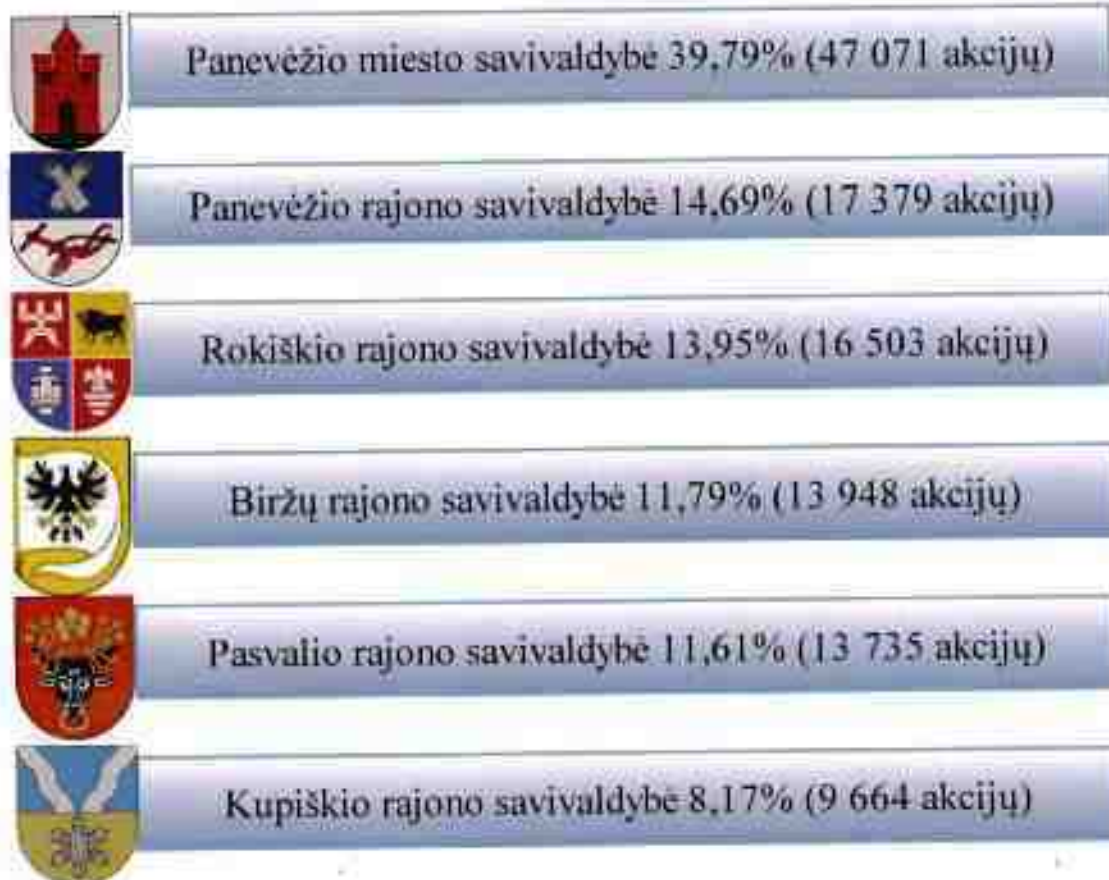 Panevėžio miesto savivaldybė 39,79% (47 071 akcijų)
Panevėžio rajono savivaldybė 14,69% (17 379 akcijų)
Rokiškio rajono savivaldybė 13,95% (16 503 akcijų)
Biržų rajono savivaldybė 11,79% (13 948 akcijų)
Pasvalio rajono savivaldybė 11,61% (13 735 akcijų)
Kupiškio rajono savivaldybė 8,17% (9 664 akcijų)